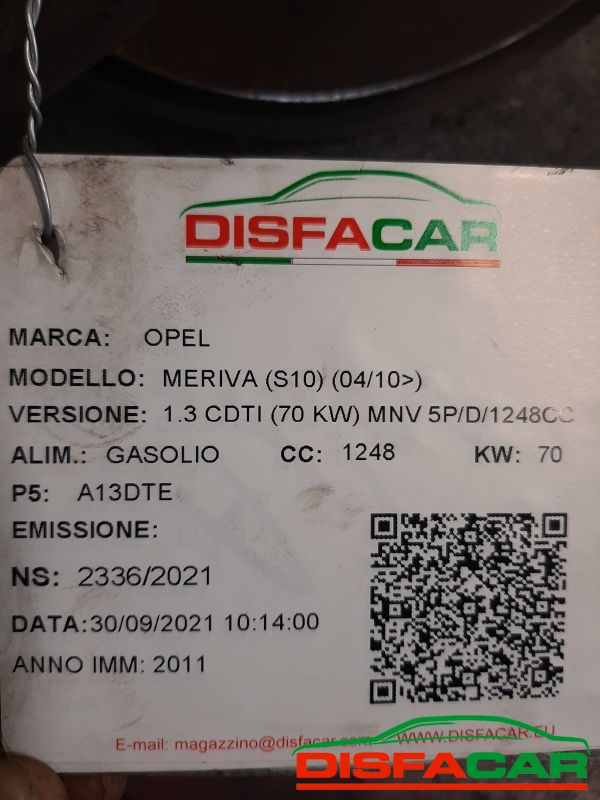 DISFACAR
MARCA: OPEL
MODELLO: MERIVA (S10) (04/10>)
VERSIONE: 1.3 CDTI (70 KW) MNV 5P/D/1248CC
ALIM.: GASOLIO CC: 1248 KW: 70
P5: A13DTE
EMISSIONE:
NS: 2336/2021
DATA:30/09/2021 10:14:00
ANNO IMM: 2011
E-mail: magazzino@disfacar.com WWW.DISFACAR.EU
DISFACAR